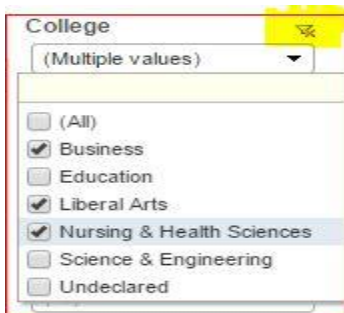 College
(Multiple values)
(All)
Business
Education
Liberal Arts
Nursing & Health Sciences
Science & Engineering
Undeclared